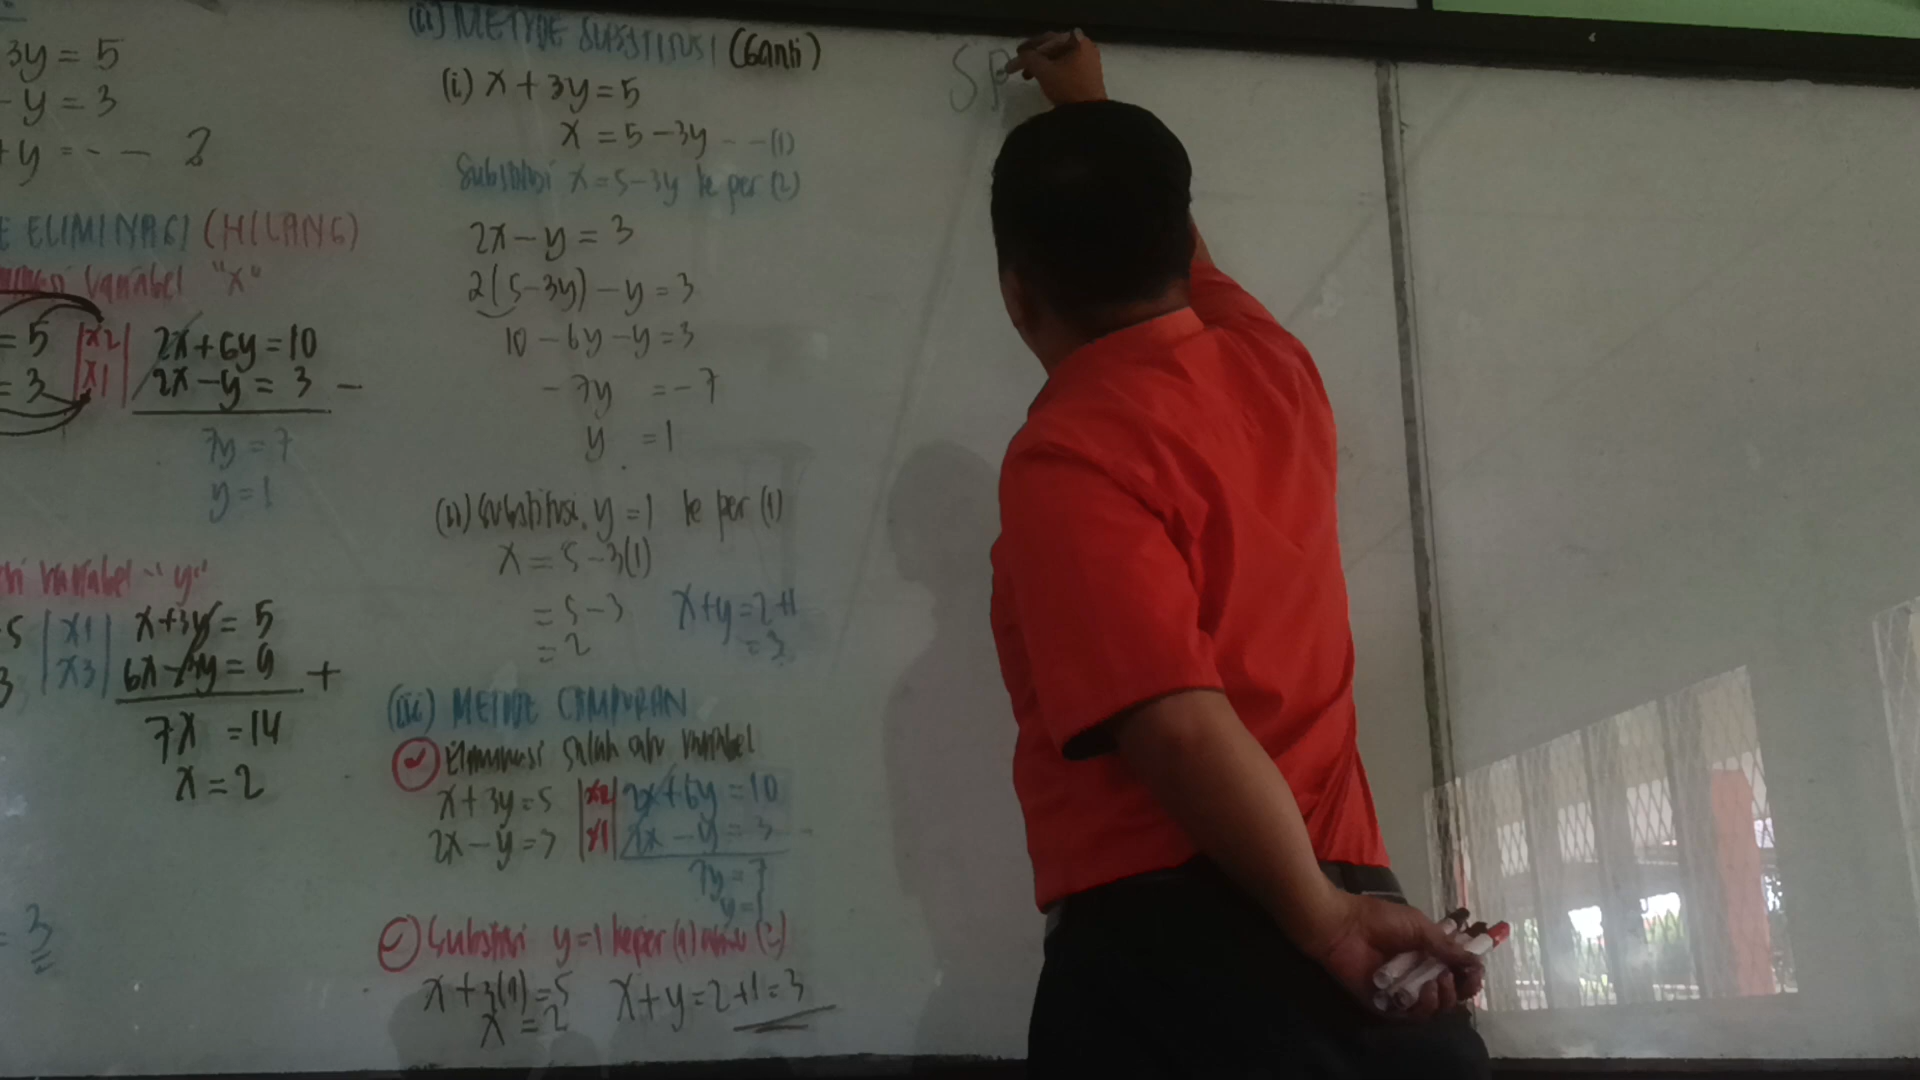 3y = 5
- y = 3
+ y = - - ?
E ELIMINASI (HILANG)
variabel "x"
= 5 |x2| 2x + 6y = 10
= 3 |x1| 2x - y = 3 -
7y = 7
y = 1
variabel "y"
5 |x1| x + 3y = 5
3 |x3| 6x - 3y = 9 +
7x = 14
x = 2
= 3
(ii) METODE SUBSTITUSI (Ganti)
(i) x + 3y = 5
x = 5 - 3y - - (1)
Substitusi x = 5 - 3y ke per (2)
2x - y = 3
2(5 - 3y) - y = 3
10 - 6y - y = 3
- 7y = - 7
y = 1
(ii) Substitusi y = 1 ke per (1)
x = 5 - 3(1)
= 5 - 3
= 2
x + y = 2 + 1
= 3
(iii) METODE CAMPURAN
Eliminasi salah satu variabel
x + 3y = 5 |x2| 2x + 6y = 10
2x - y = 3 |x1| 2x - y = 3 -
7y = 7
y = 1
Substitusi y = 1 ke per (1) atau (2)
x + 3(1) = 5
x = 2
x + y = 2 + 1 = 3
SP